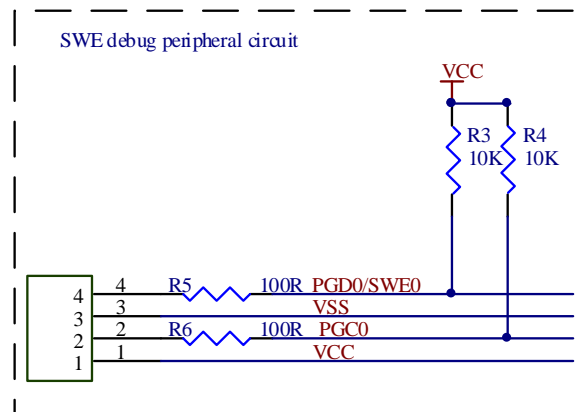 SWE debug peripheral circuit
VCC
R3 R4
10K 10K
4 4 R5 100R PGD0/SWE0
3 3 VSS
2 2 R6 100R PGC0
1 1 VCC